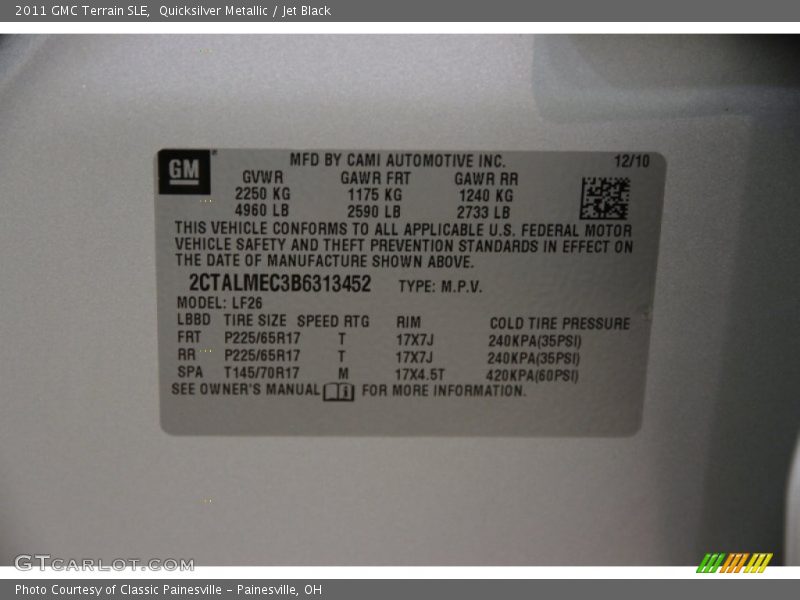 2011 GMC Terrain SLE, Quicksilver Metallic / Jet Black
GM
MFD BY CAMI AUTOMOTIVE INC. 12/10
GVWR GAWR FRT GAWR RR
2250 KG 1175 KG 1240 KG
4960 LB 2590 LB 2733 LB
THIS VEHICLE CONFORMS TO ALL APPLICABLE U.S. FEDERAL MOTOR
VEHICLE SAFETY AND THEFT PREVENTION STANDARDS IN EFFECT ON
THE DATE OF MANUFACTURE SHOWN ABOVE.
2CTALMEC3B6313452 TYPE: M.P.V.
MODEL: LF26
LBBD TIRE SIZE SPEED RTG RIM COLD TIRE PRESSURE
FRT P225/65R17 T 17X7J 240KPA(35PSI)
RR P225/65R17 T 17X7J 240KPA(35PSI)
SPA T145/70R17 M 17X4.5T 420KPA(60PSI)
SEE OWNER'S MANUAL FOR MORE INFORMATION.
GTCARLOT.COM
Photo Courtesy of Classic Painesville - Painesville, OH